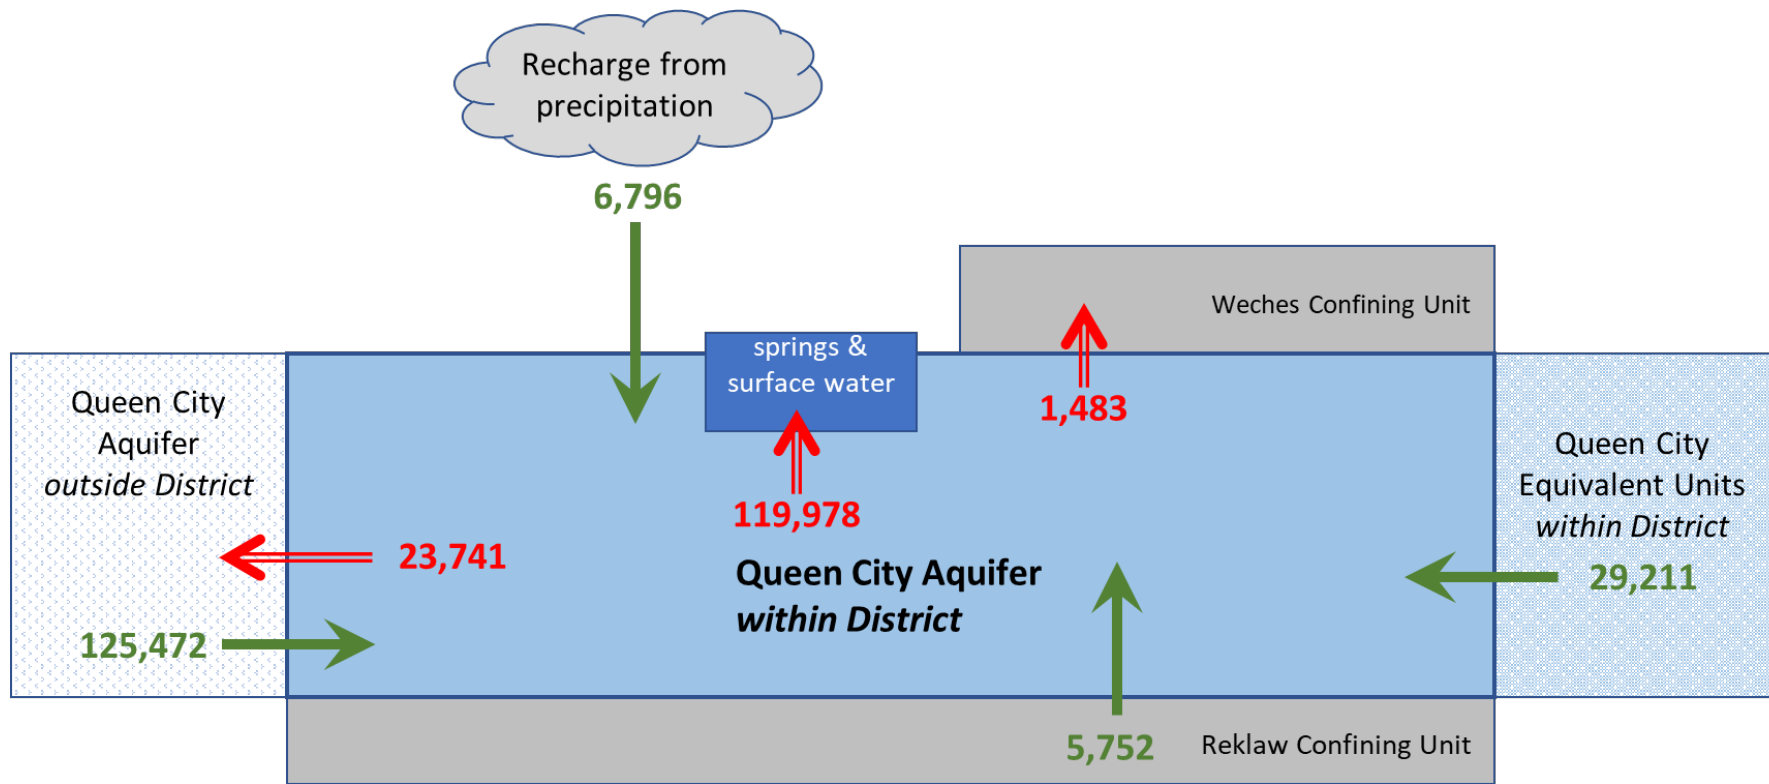 Recharge from
precipitation
6,796
Weches Confining Unit
springs &
surface water
1,483
Queen City
Aquifer
outside District
119,978
Queen City
Equivalent Units
within District
23,741
Queen City Aquifer
within District
29,211
125,472
5,752
Reklaw Confining Unit